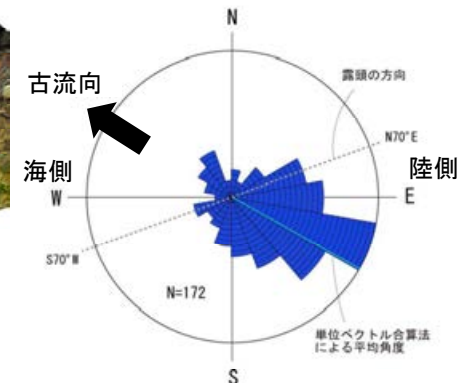 N
古流向
露頭の方向
N70°E
海側
陸側
W
E
S70°W
N=172
単位ベクトル合算法
による平均角度
S